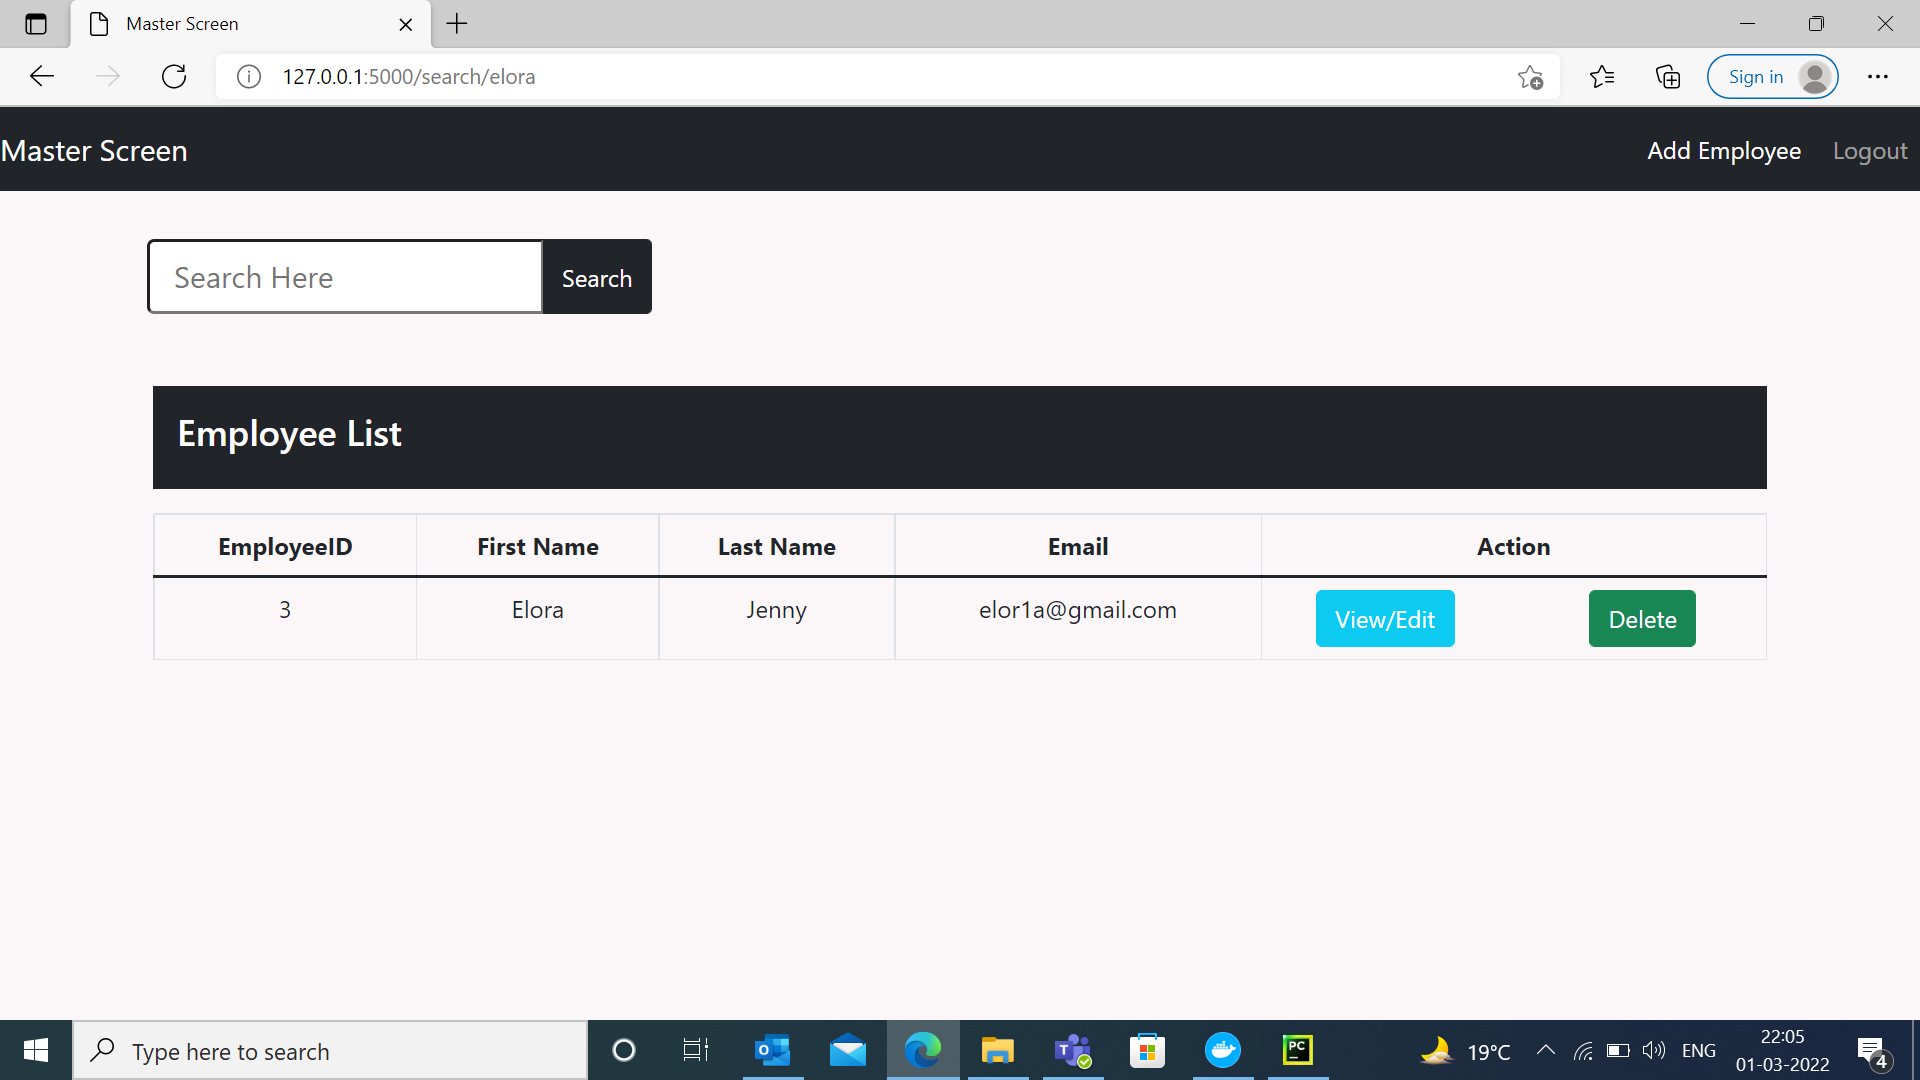 Master Screen
127.0.0.1:5000/search/elora
Sign in
Master Screen
Add Employee Logout
Search Here
Search
Employee List
EmployeeID First Name Last Name Email Action
3 Elora Jenny elor1a@gmail.com View/Edit Delete
Type here to search
O
T
PC
19°C
ENG
22:05
01-03-2022
4